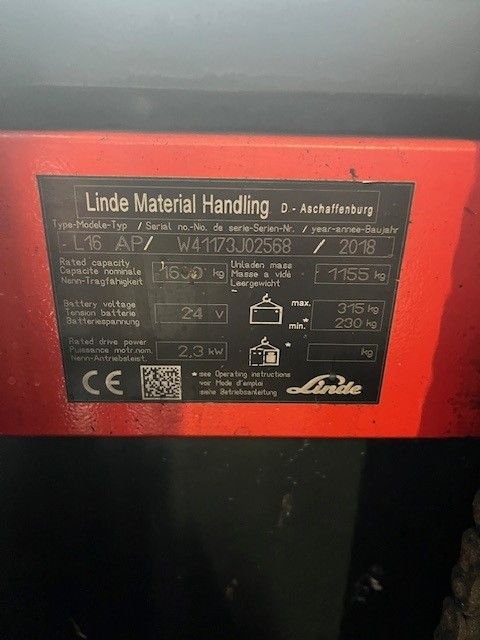 Linde Material Handling D.- Aschaffenburg
Type-Modele-Typ / Serial no.-No. de serie-Serien-Nr. / year-annee-Baujahr
L16 AP / W41173J02568 / 2018
Rated capacity
Capacite nominale
Nenn-Tragfähigkeit
1600 kg
Unladen mass
Masse a vide
Leergewicht
1155 kg
Battery voltage
Tension batterie
Batteriespannung
24 V
max. 315 kg
min.* 230 kg
Rated drive power
Puissance motr.nom.
Nenn-Antriebsleist.
2,3 kW
* kg
CE
* see Operating instructions
voir Mode d'emploi
siehe Betriebsanleitung
Linde